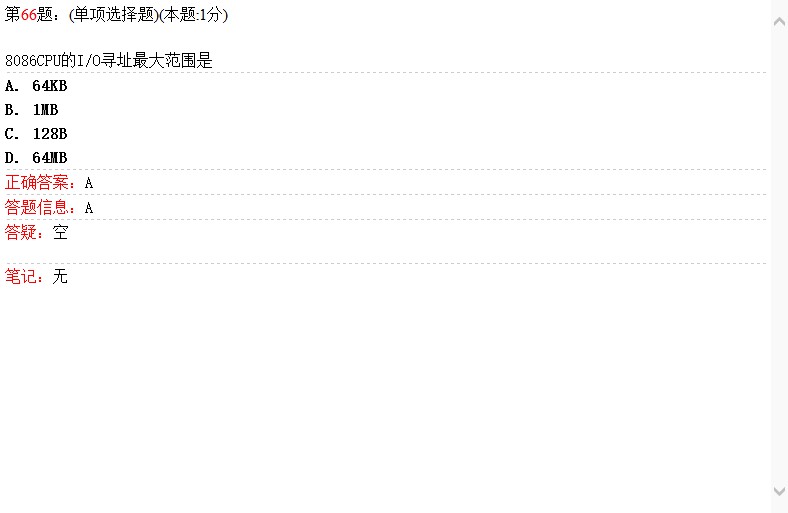 第66题：(单项选择题)(本题:1分)
8086CPU的I/O寻址最大范围是
A. 64KB
B. 1MB
C. 128B
D. 64MB
正确答案：A
答题信息：A
答疑：空
笔记：无